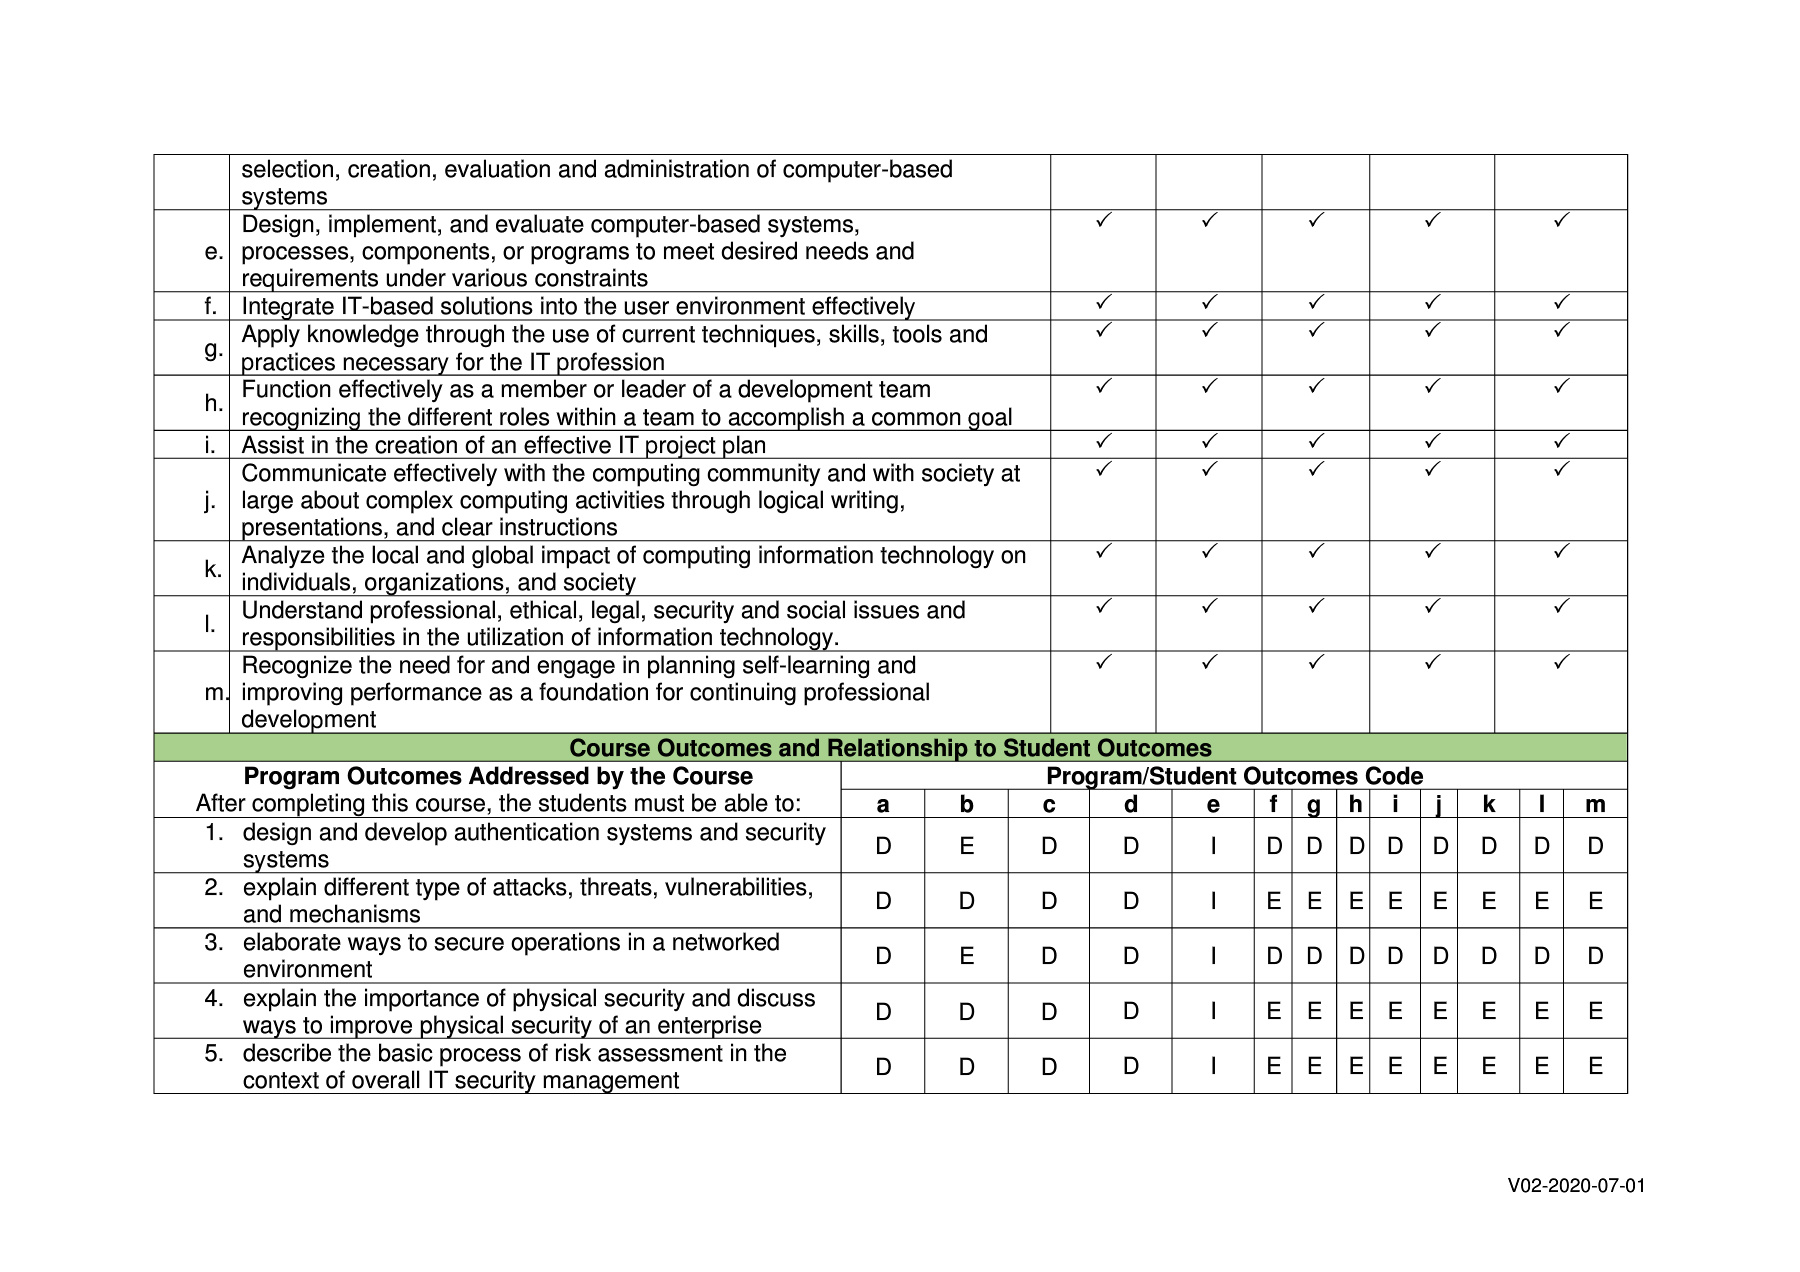 selection, creation, evaluation and administration of computer-based
systems
e. Design, implement, and evaluate computer-based systems, ✓ ✓ ✓ ✓ ✓
processes, components, or programs to meet desired needs and
requirements under various constraints
f. Integrate IT-based solutions into the user environment effectively ✓ ✓ ✓ ✓ ✓
g. Apply knowledge through the use of current techniques, skills, tools and ✓ ✓ ✓ ✓ ✓
practices necessary for the IT profession
h. Function effectively as a member or leader of a development team ✓ ✓ ✓ ✓ ✓
recognizing the different roles within a team to accomplish a common goal
i. Assist in the creation of an effective IT project plan ✓ ✓ ✓ ✓ ✓
j. Communicate effectively with the computing community and with society at ✓ ✓ ✓ ✓ ✓
large about complex computing activities through logical writing,
presentations, and clear instructions
k. Analyze the local and global impact of computing information technology on ✓ ✓ ✓ ✓ ✓
individuals, organizations, and society
l. Understand professional, ethical, legal, security and social issues and ✓ ✓ ✓ ✓ ✓
responsibilities in the utilization of information technology.
m. Recognize the need for and engage in planning self-learning and ✓ ✓ ✓ ✓ ✓
improving performance as a foundation for continuing professional
development
Course Outcomes and Relationship to Student Outcomes
Program Outcomes Addressed by the Course Program/Student Outcomes Code
After completing this course, the students must be able to: a b c d e f g h i j k l m
1. design and develop authentication systems and security
systems D E D D I D D D D D D D D
2. explain different type of attacks, threats, vulnerabilities,
and mechanisms D D D D I E E E E E E E E
3. elaborate ways to secure operations in a networked
environment D E D D I D D D D D D D D
4. explain the importance of physical security and discuss
ways to improve physical security of an enterprise D D D D I E E E E E E E E
5. describe the basic process of risk assessment in the
context of overall IT security management D D D D I E E E E E E E E
V02-2020-07-01